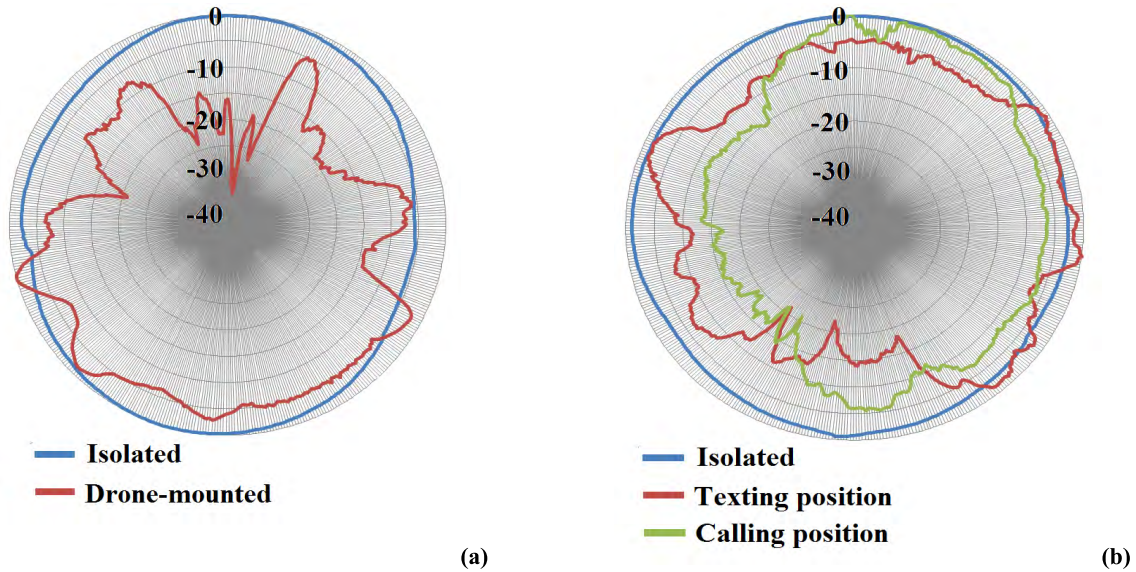 0
-10
-20
-30
-40
Isolated
Drone-mounted
(a)
0
-10
-20
-30
-40
Isolated
Texting position
Calling position
(b)